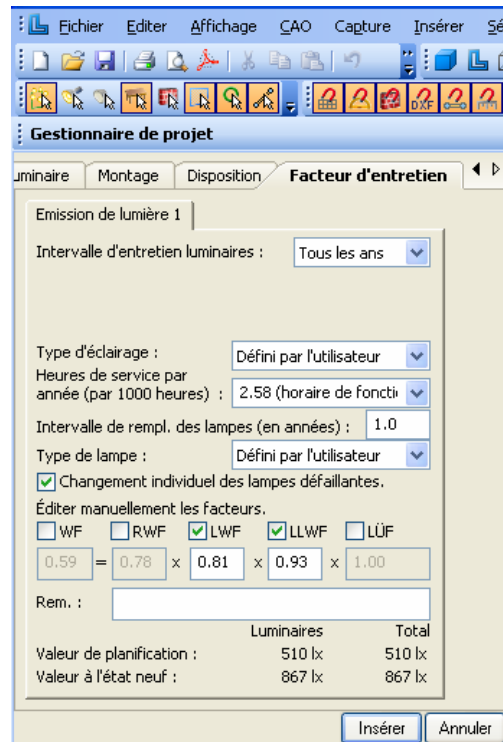 Fichier Editer Affichage CAO Capture Insérer Sé
DXF
Gestionnaire de projet
uminaire Montage Disposition Facteur d'entretien
Emission de lumière 1
Intervalle d'entretien luminaires : Tous les ans
Type d'éclairage : Défini par l'utilisateur
Heures de service par
année (par 1000 heures) : 2.58 (horaire de foncti
Intervalle de rempl. des lampes (en années) : 1.0
Type de lampe : Défini par l'utilisateur
Changement individuel des lampes défaillantes.
Éditer manuellement les facteurs.
WF RWF LWF LLWF LÜF
0.59 = 0.78 x 0.81 x 0.93 x 1.00
Rem. :
Luminaires Total
Valeur de planification : 510 lx 510 lx
Valeur à l'état neuf : 867 lx 867 lx
Insérer Annuler